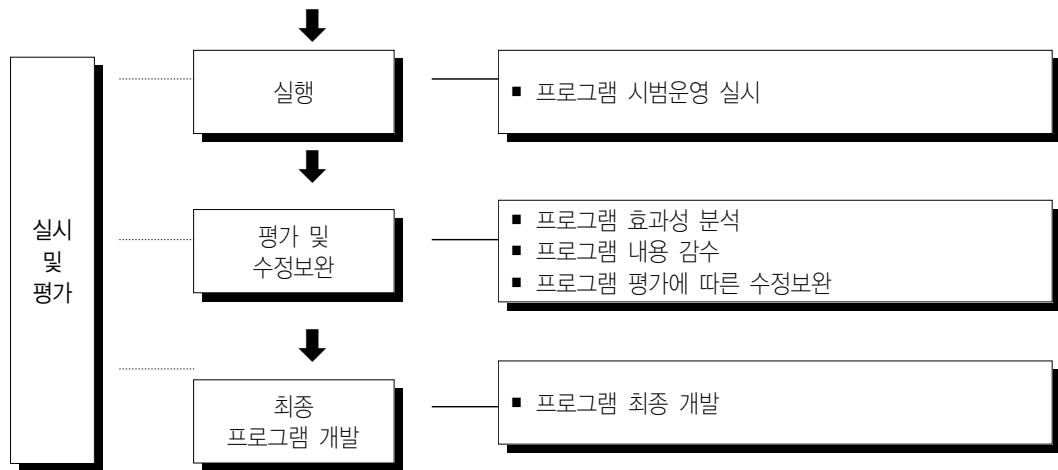 실시
및
평가
실행
■ 프로그램 시범운영 실시
평가 및
수정보완
■ 프로그램 효과성 분석
■ 프로그램 내용 감수
■ 프로그램 평가에 따른 수정보완
최종
프로그램 개발
■ 프로그램 최종 개발